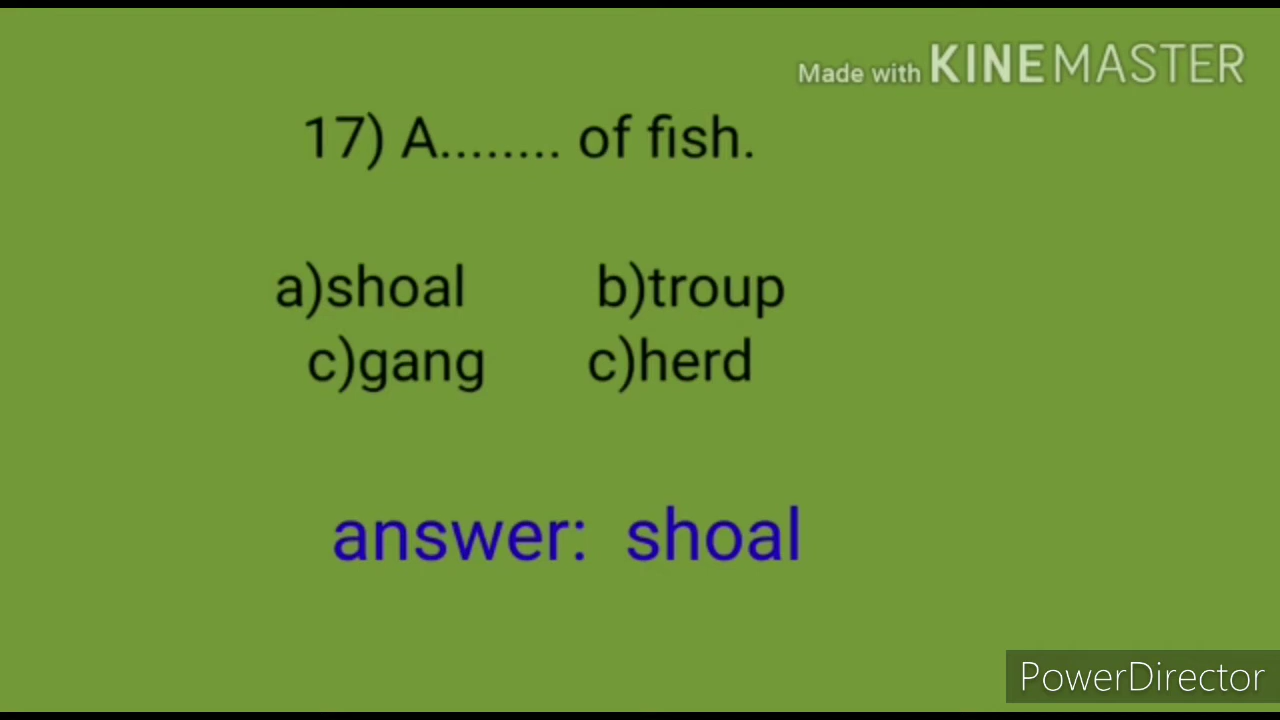 Made with KINEMASTER
17) A........ of fish.
a)shoal b)troup
c)gang c)herd
answer: shoal
PowerDirector